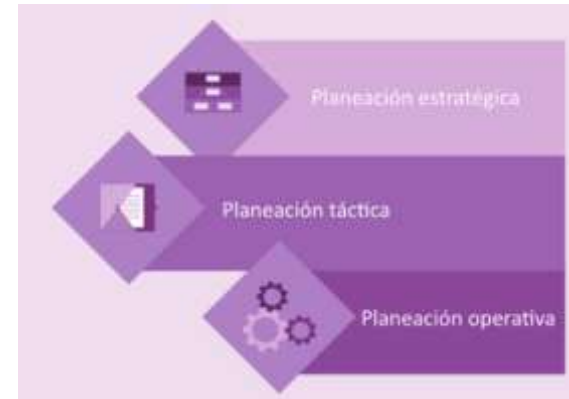 Planeación estratégica
Planeación táctica
Planeación operativa